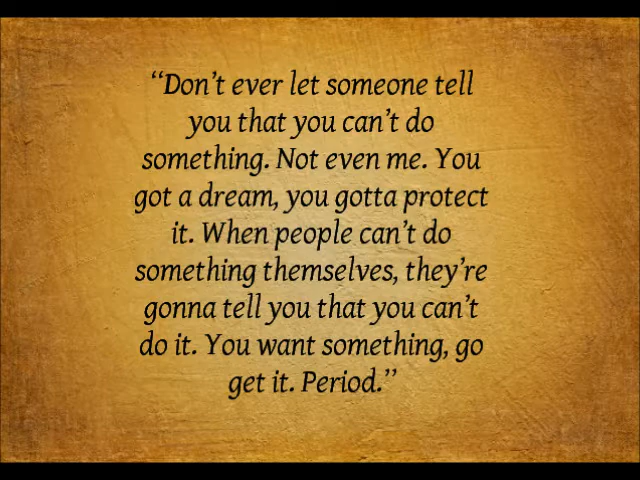 “Don’t ever let someone tell
you that you can’t do
something. Not even me. You
got a dream, you gotta protect
it. When people can’t do
something themselves, they’re
gonna tell you that you can’t
do it. You want something, go
get it. Period.”